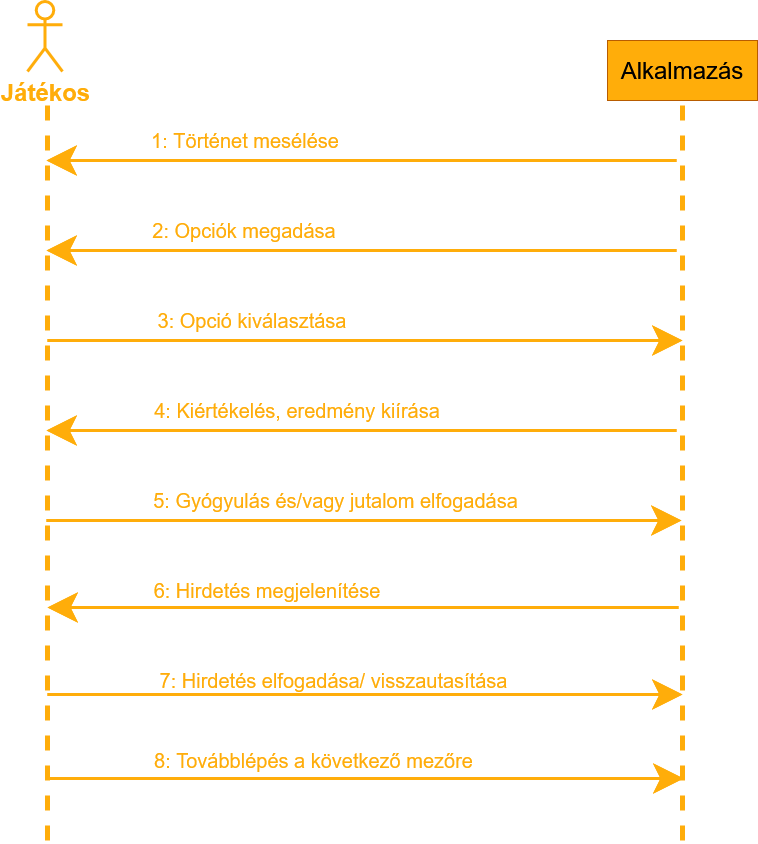 Játékos
Alkalmazás
1: Történet mesélése
2: Opciók megadása
3: Opció kiválasztása
4: Kiértékelés, eredmény kiírása
5: Gyógyulás és/vagy jutalom elfogadása
6: Hirdetés megjelenítése
7: Hirdetés elfogadása/ visszautasítása
8: Továbblépés a következő mezőre